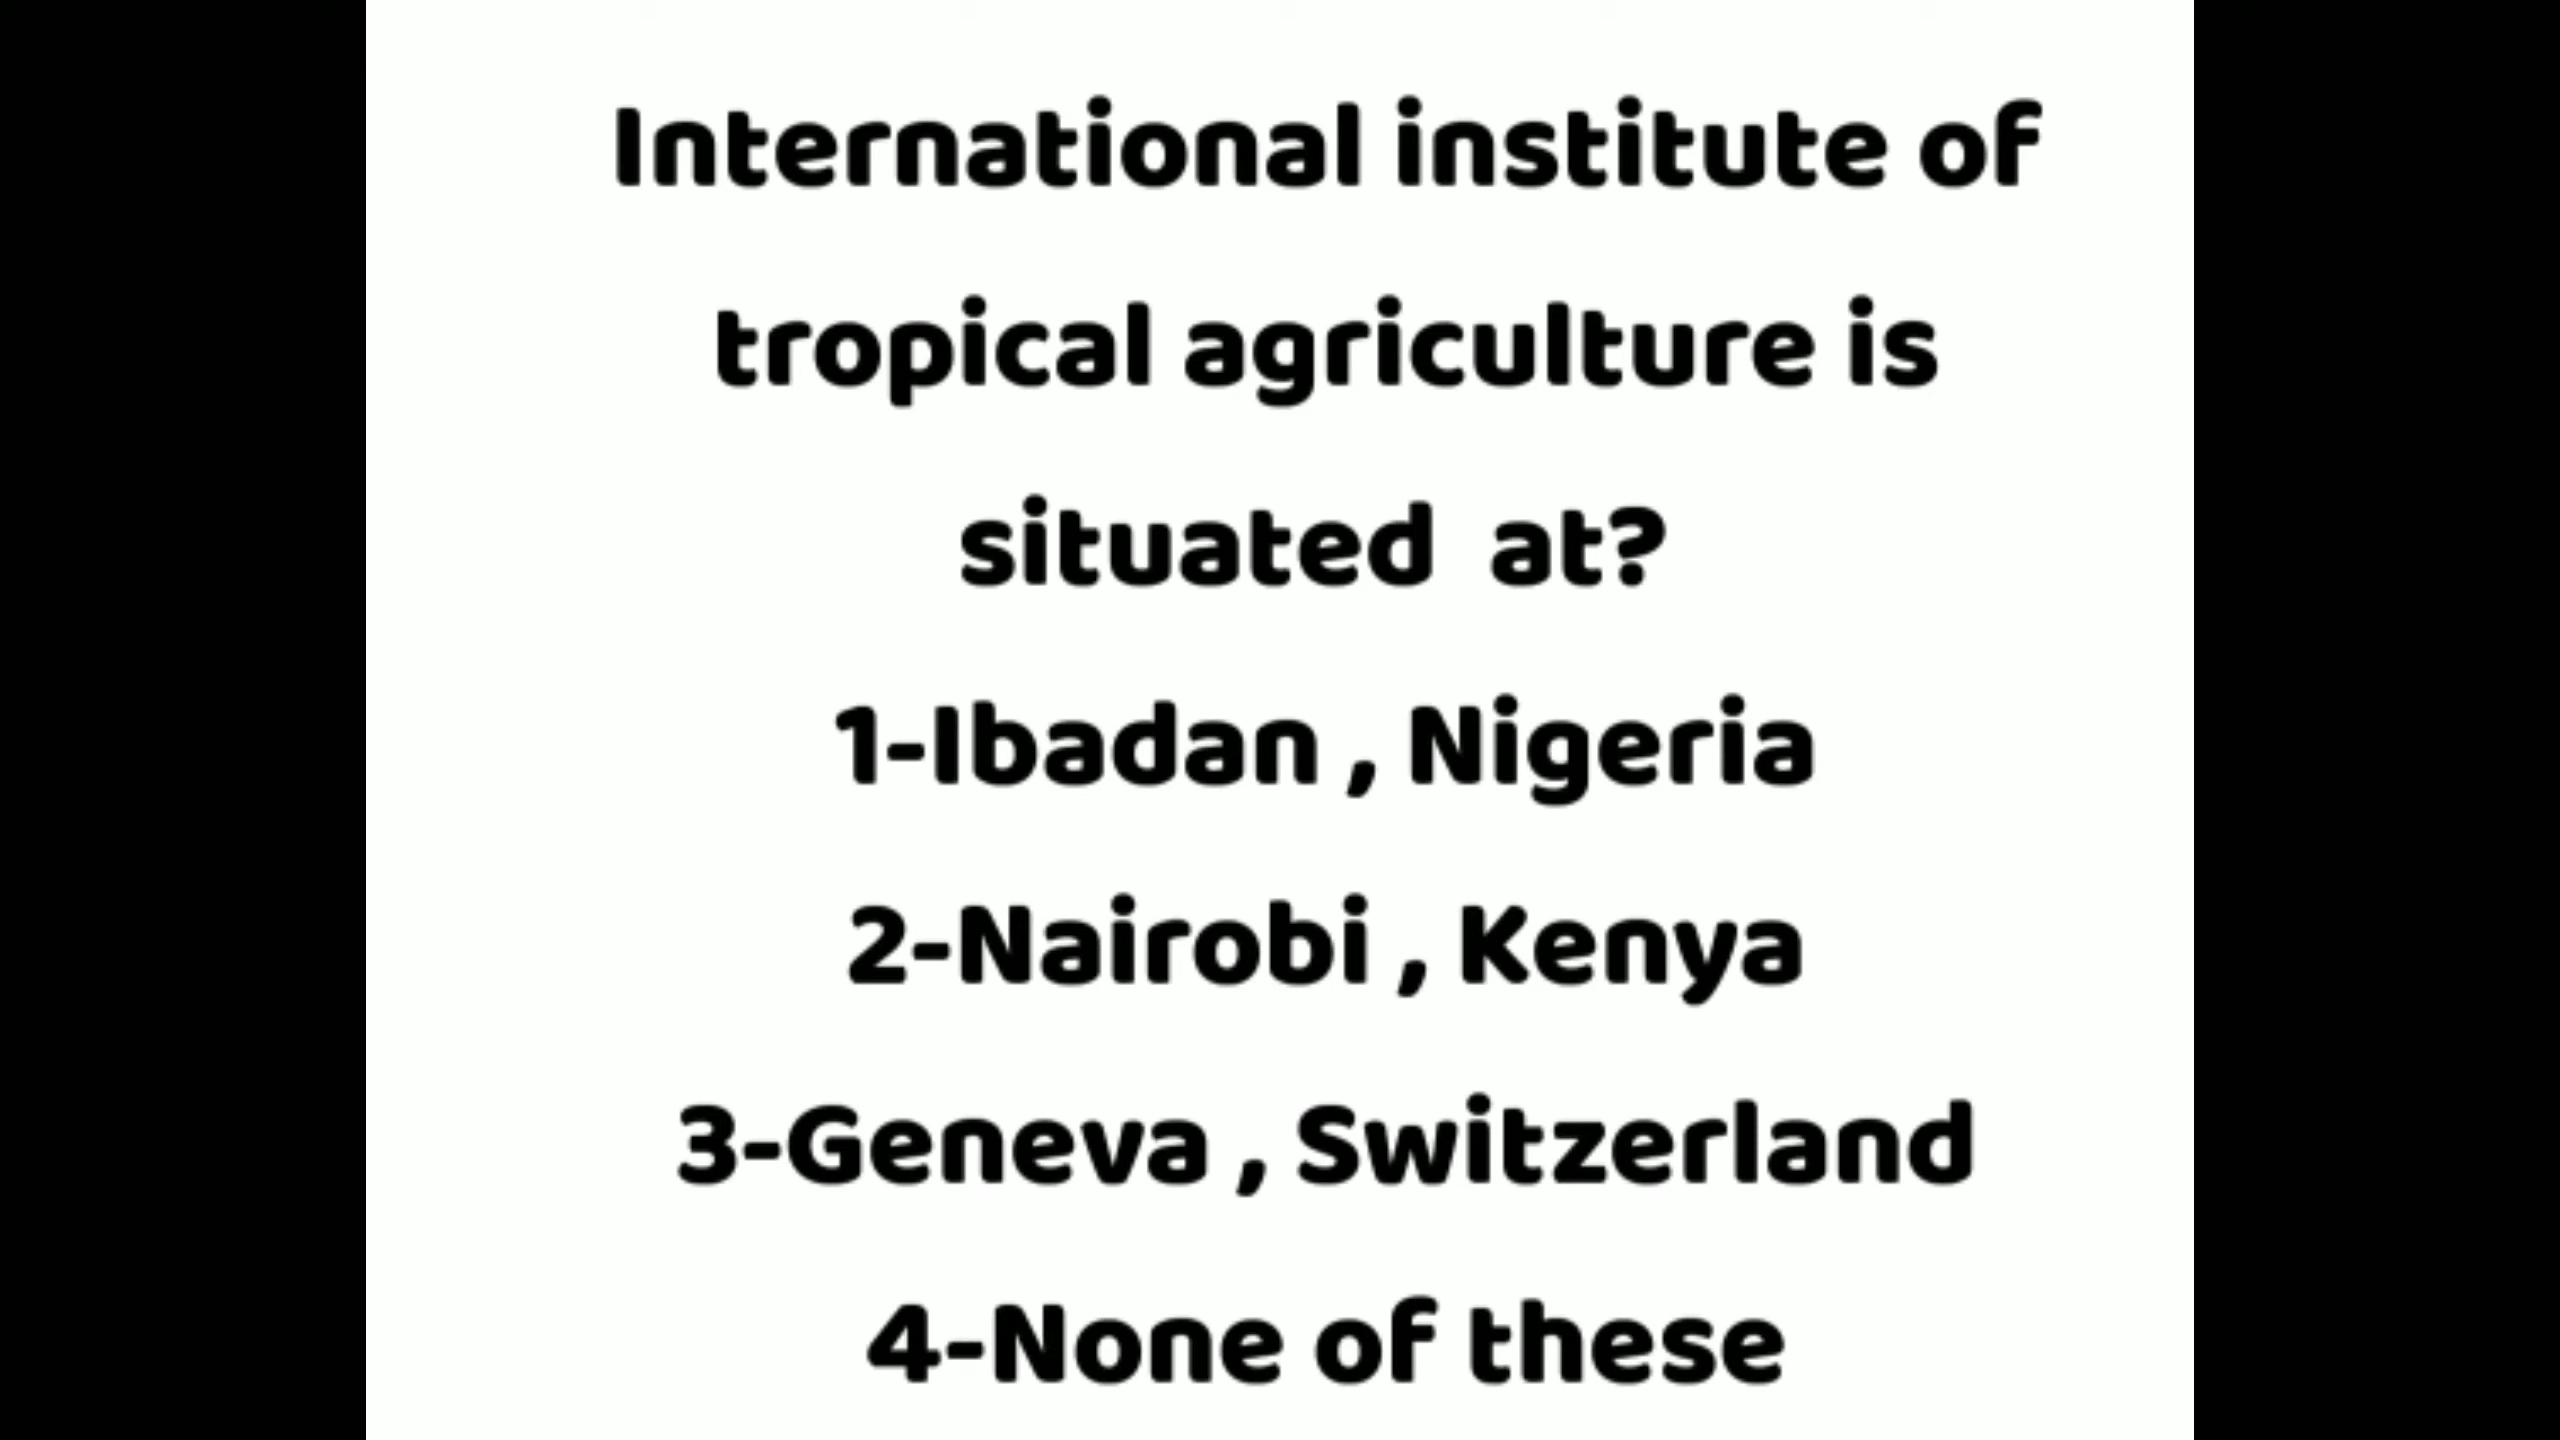 International institute of
tropical agriculture is
situated  at?
1-Ibadan , Nigeria
2-Nairobi , Kenya
3-Geneva , Switzerland
4-None of these